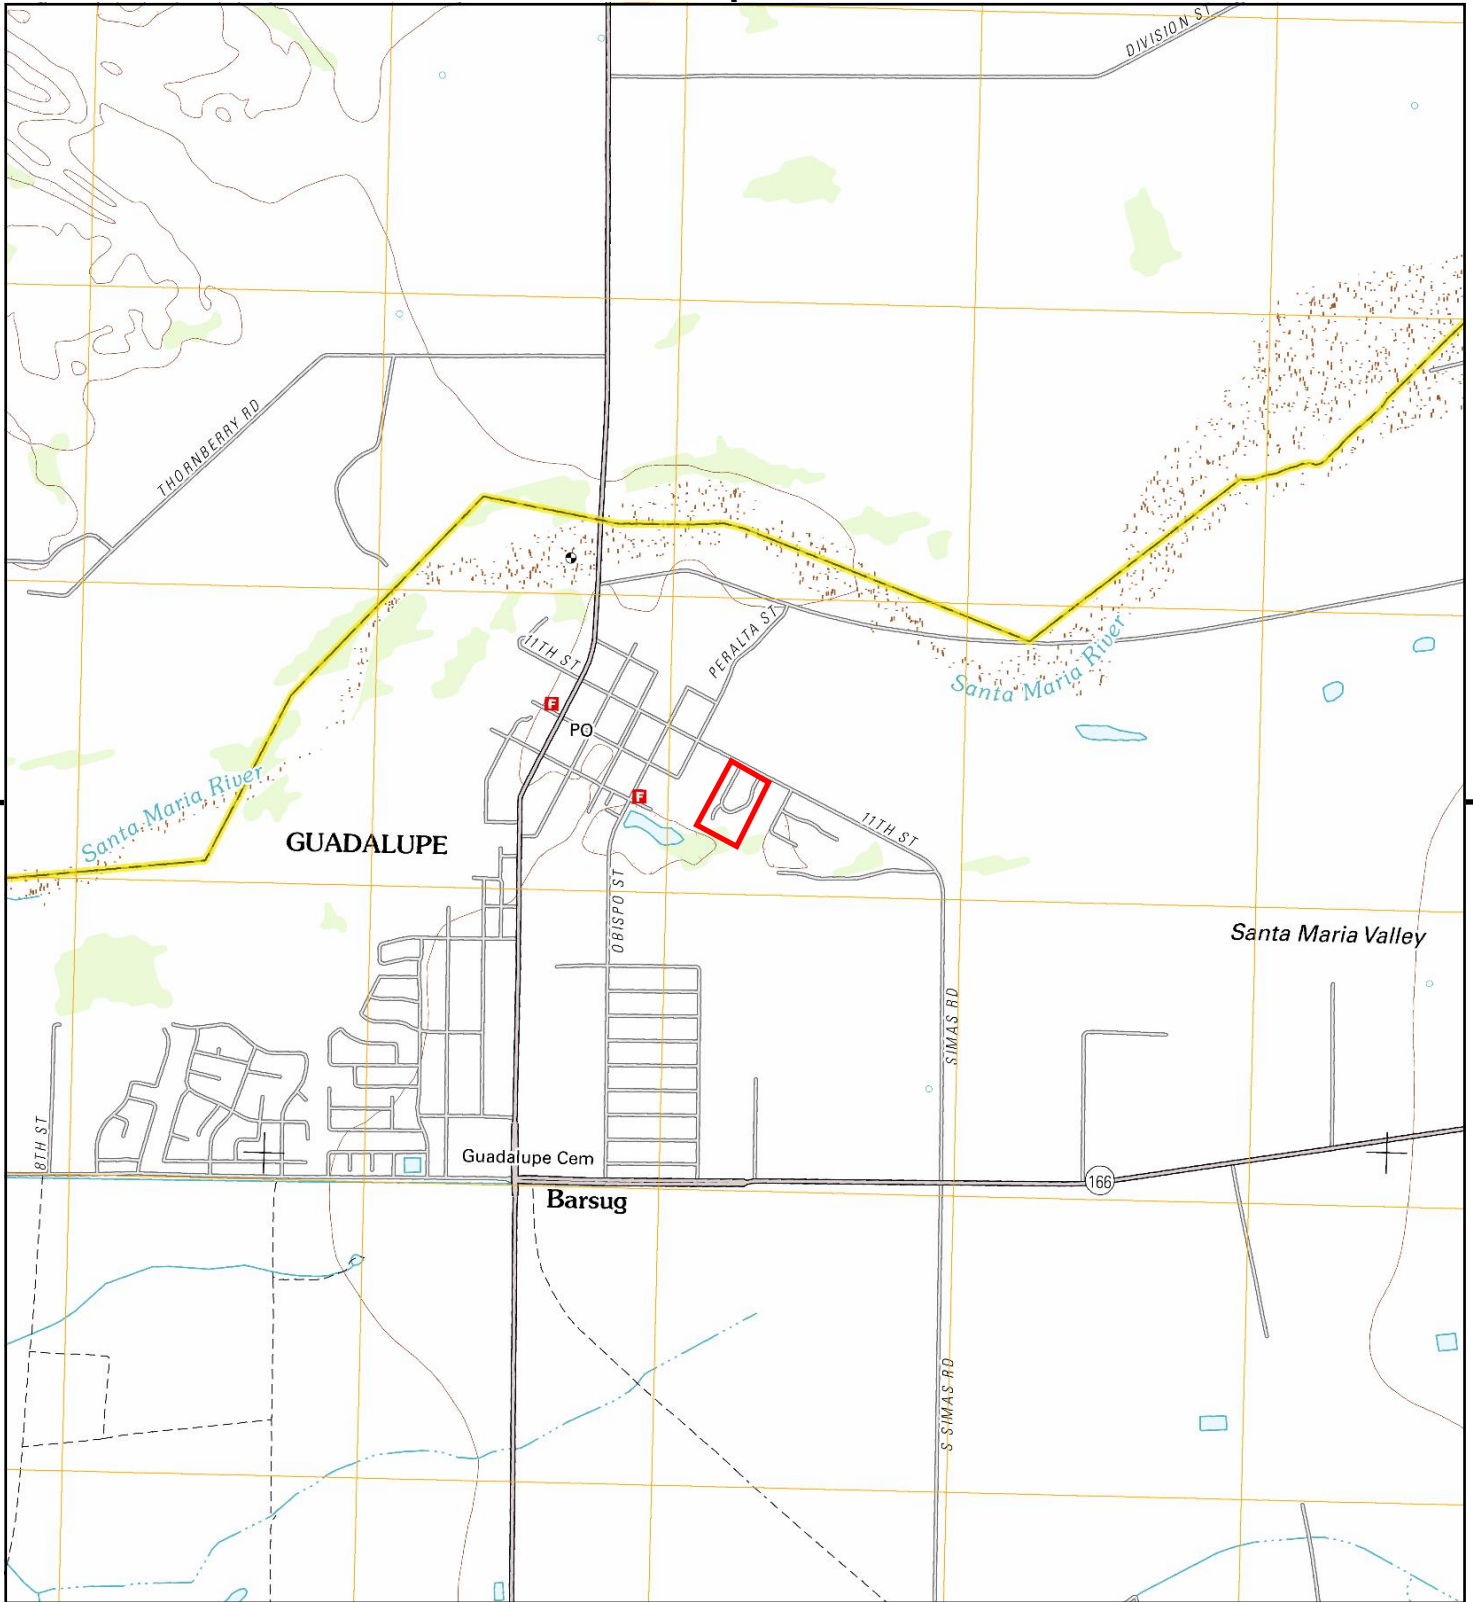 DIVISION ST
THORNBERRY RD
PERALTA ST
11TH ST
Santa Maria River
F
PO
F
Santa Maria River
11TH ST
GUADALUPE
OBISPO ST
Santa Maria Valley
SIMAS RD
8TH ST
Guadalupe Cem
166
Barsug
S SIMAS RD